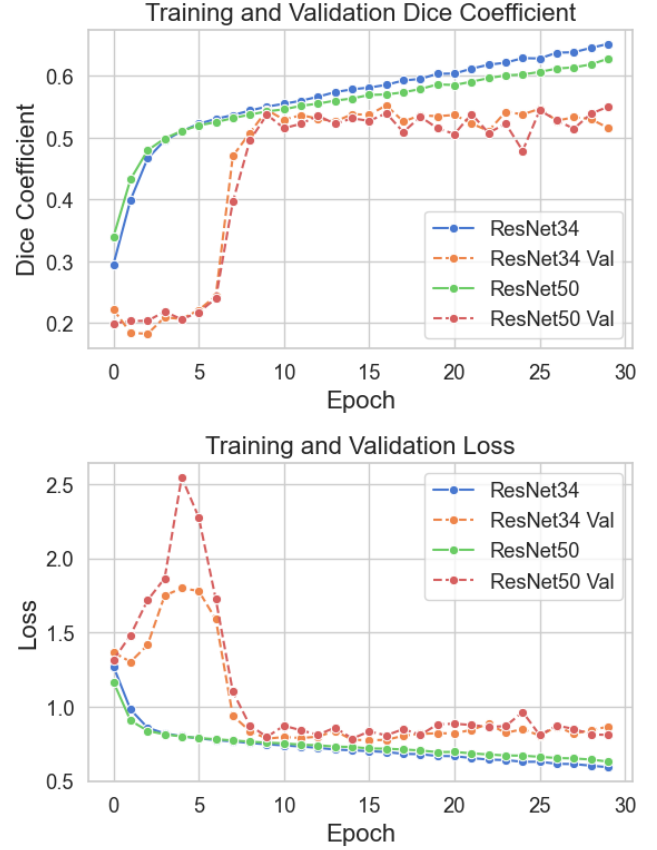 Training and Validation Dice Coefficient
Dice Coefficient
0.6
0.5
0.4
0.3
0.2
ResNet34
ResNet34 Val
ResNet50
ResNet50 Val
0 5 10 15 20 25 30
Epoch
Training and Validation Loss
Loss
2.5
2.0
1.5
1.0
0.5
ResNet34
ResNet34 Val
ResNet50
ResNet50 Val
0 5 10 15 20 25 30
Epoch